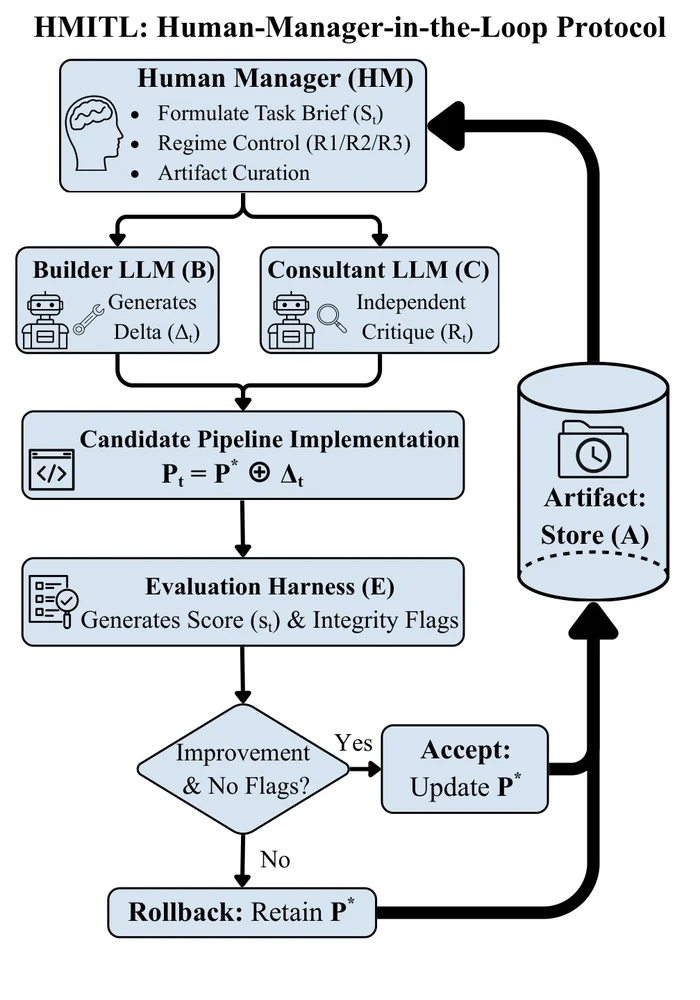 HMITL: Human-Manager-in-the-Loop Protocol
Human Manager (HM)
• Formulate Task Brief (Sₜ)
• Regime Control (R1/R2/R3)
• Artifact Curation
Builder LLM (B)
Generates
Delta (Δₜ)
Consultant LLM (C)
Independent
Critique (Rₜ)
Candidate Pipeline Implementation
Pₜ = P* ⊕ Δₜ
</>
Evaluation Harness (E)
Generates Score (sₜ) & Integrity Flags
Improvement
& No Flags?
Yes
Accept:
Update P*
No
Rollback: Retain P*
Artifact:
Store (A)